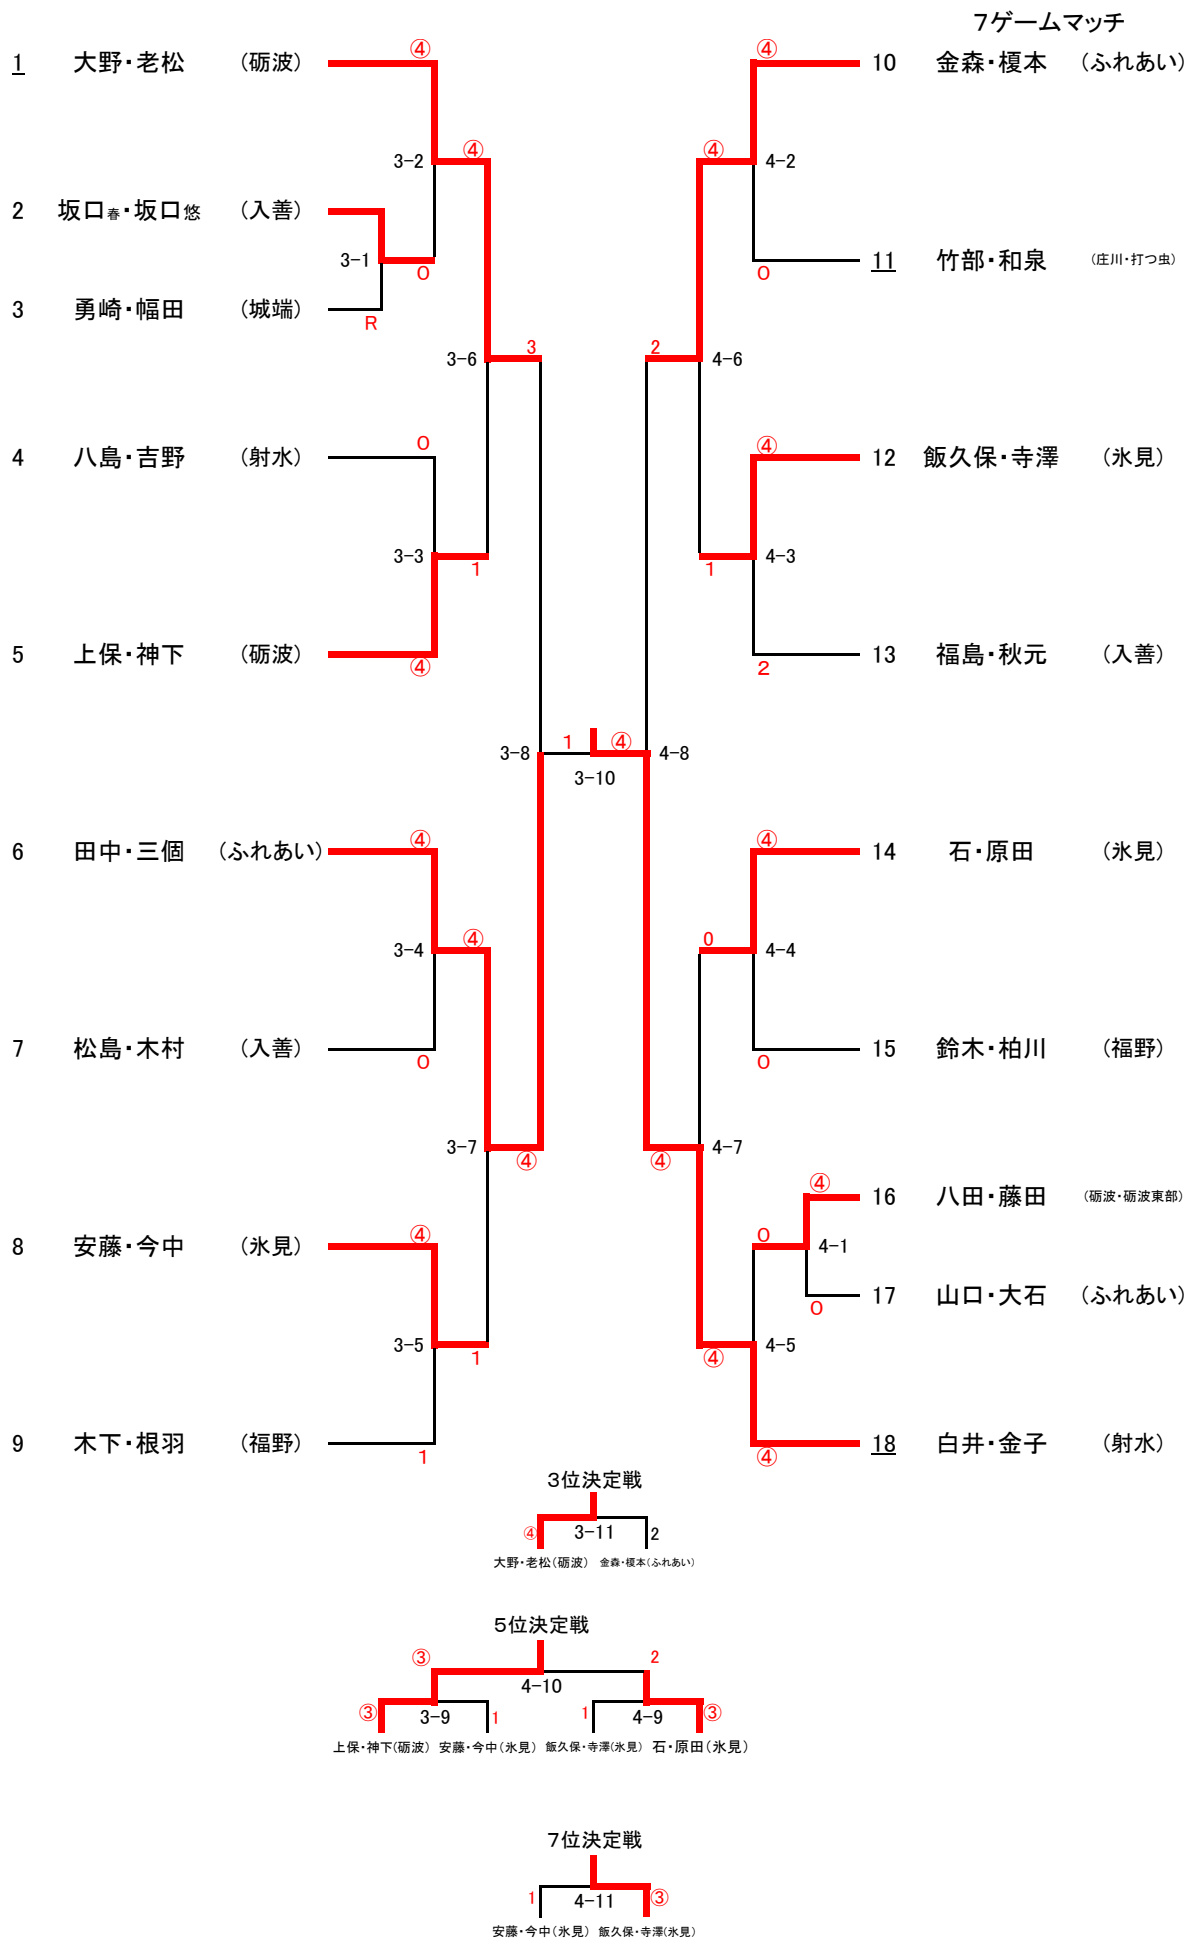 7ゲームマッチ
1 大野・老松 (砺波) ④ ④ 10 金森・榎本 (ふれあい)
3-2 ④ ④ 4-2
2 坂口春・坂口悠 (入善)
3-1 0 0 11 竹部・和泉 (庄川・打つ虫)
3 勇崎・幅田 (城端) R
3-6 3 2 4-6
4 八島・吉野 (射水) 0 ④ 12 飯久保・寺澤 (氷見)
3-3 1 1 4-3
5 上保・神下 (砺波) ④ 2 13 福島・秋元 (入善)
3-8 1 ④ 4-8
3-10
6 田中・三個 (ふれあい) ④ ④ 14 石・原田 (氷見)
3-4 ④ 0 4-4
7 松島・木村 (入善) 0 0 15 鈴木・柏川 (福野)
3-7 ④ ④ 4-7
④ 16 八田・藤田 (砺波・砺波東部)
8 安藤・今中 (氷見) ④ 0 4-1
0 17 山口・大石 (ふれあい)
3-5 1 ④ 4-5
9 木下・根羽 (福野) 1 ④ 18 白井・金子 (射水)
3位決定戦
④ 3-11 2
大野・老松(砺波) 金森・榎本(ふれあい)
5位決定戦
③ 2
4-10
③ 3-9 1 1 4-9 ③
上保・神下(砺波) 安藤・今中(氷見) 飯久保・寺澤(氷見) 石・原田(氷見)
7位決定戦
1 4-11 ③
安藤・今中(氷見) 飯久保・寺澤(氷見)